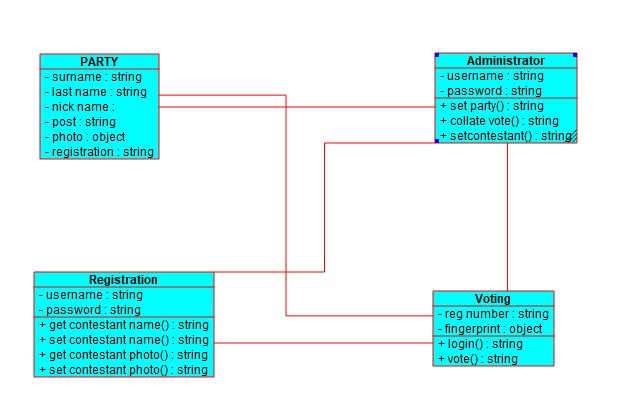 PARTY
- surname : string
- last name : string
- nick name :
- post : string
- photo : object
- registration : string
Administrator
- username : string
- password : string
+ set party() : string
+ collate vote() : string
+ setcontestant() : string
Registration
- username : string
- password : string
+ get contestant name() : string
+ set contestant name() : string
+ get contestant photo() : string
+ set contestant photo() : string
Voting
- reg number : string
- fingerprint : object
+ login() : string
+ vote() : string